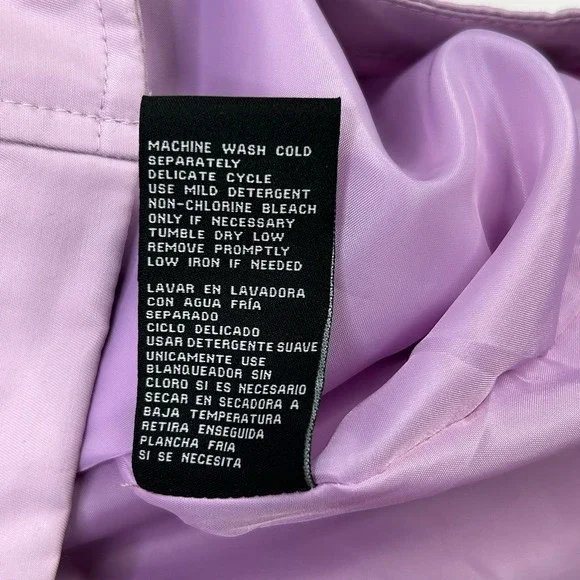 MACHINE WASH COLD
SEPARATELY
DELICATE CYCLE
USE MILD DETERGENT
NON-CHLORINE BLEACH
ONLY IF NECESSARY
TUMBLE DRY LOW
REMOVE PROMPTLY
LOW IRON IF NEEDED
LAVAR EN LAVADORA
CON AGUA FRÍA
SEPARADO
CICLO DELICADO
USAR DETERGENTE SUAVE
UNICAMENTE USE
BLANQUEADOR SIN
CLORO SI ES NECESARIO
SECAR EN SECADORA A
BAJA TEMPERATURA
RETIRA ENSEGUIDA
PLANCHA FRÍA
SI SE NECESITA